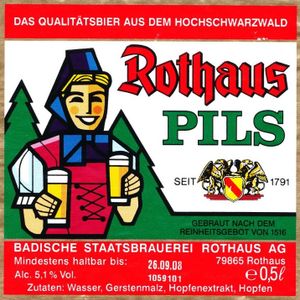 DAS QUALITÄTSBIER AUS DEM HOCHSCHWARZWALD
Rothaus
PILS
SEIT 1791
GEBRAUT NACH DEM
REINHEITSGEBOT VON 1516
BADISCHE STAATSBRAUEREI ROTHAUS AG
Mindestens haltbar bis: 79865 Rothaus
Alc. 5,1% Vol. 26.09.08 ℮ 0,5l
1059101
Zutaten: Wasser, Gerstenmalz, Hopfenextrakt, Hopfen